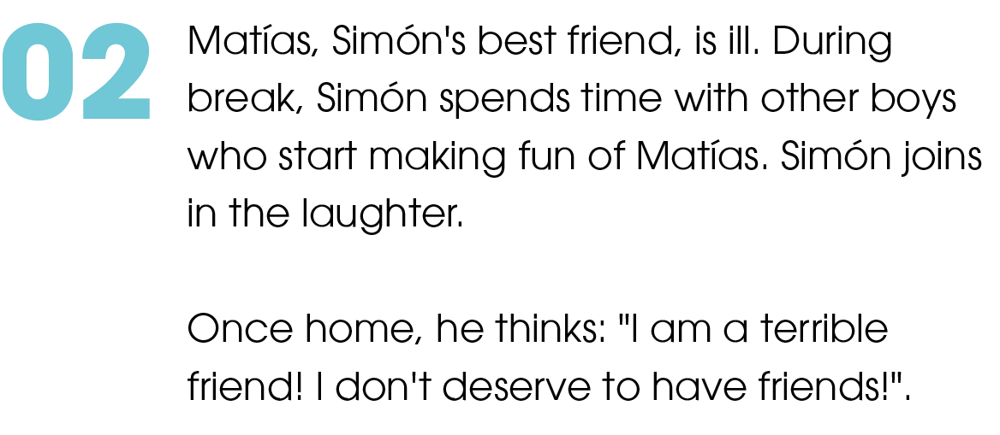 02
Matías, Simón's best friend, is ill. During
break, Simón spends time with other boys
who start making fun of Matías. Simón joins
in the laughter.
Once home, he thinks: "I am a terrible
friend! I don't deserve to have friends!".